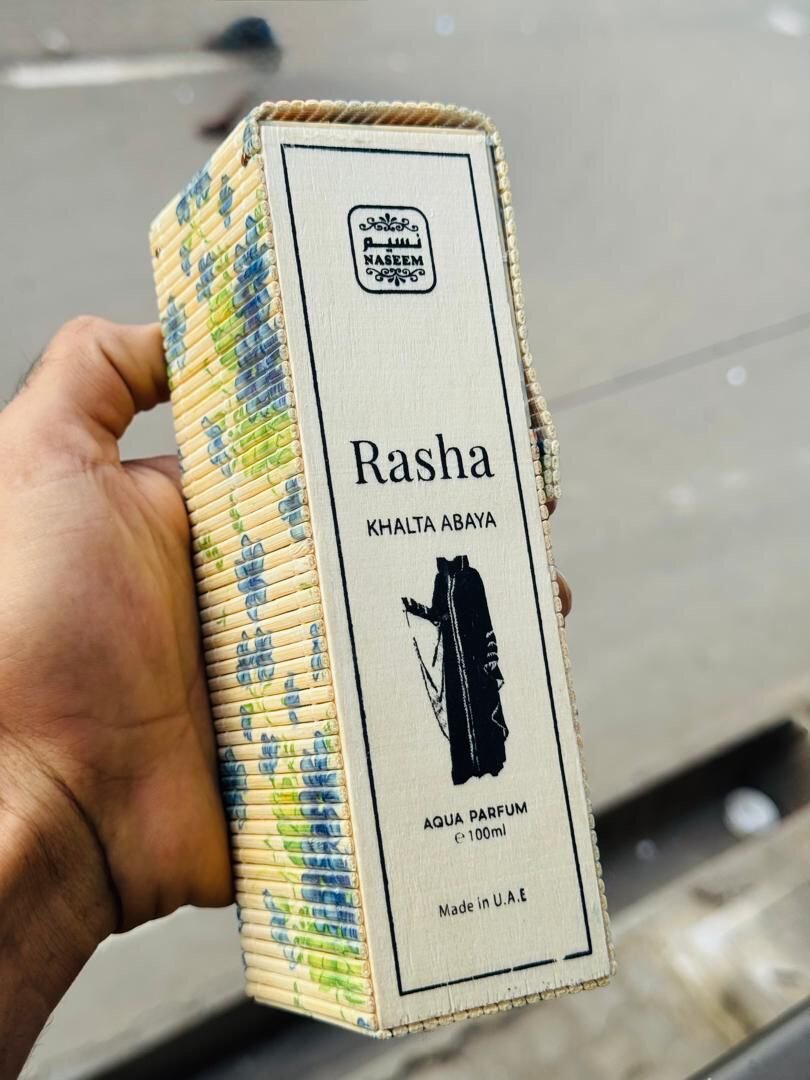 نسيم
NASEEM
Rasha
KHALTA ABAYA
AQUA PARFUM
℮ 100ml
Made in U.A.E